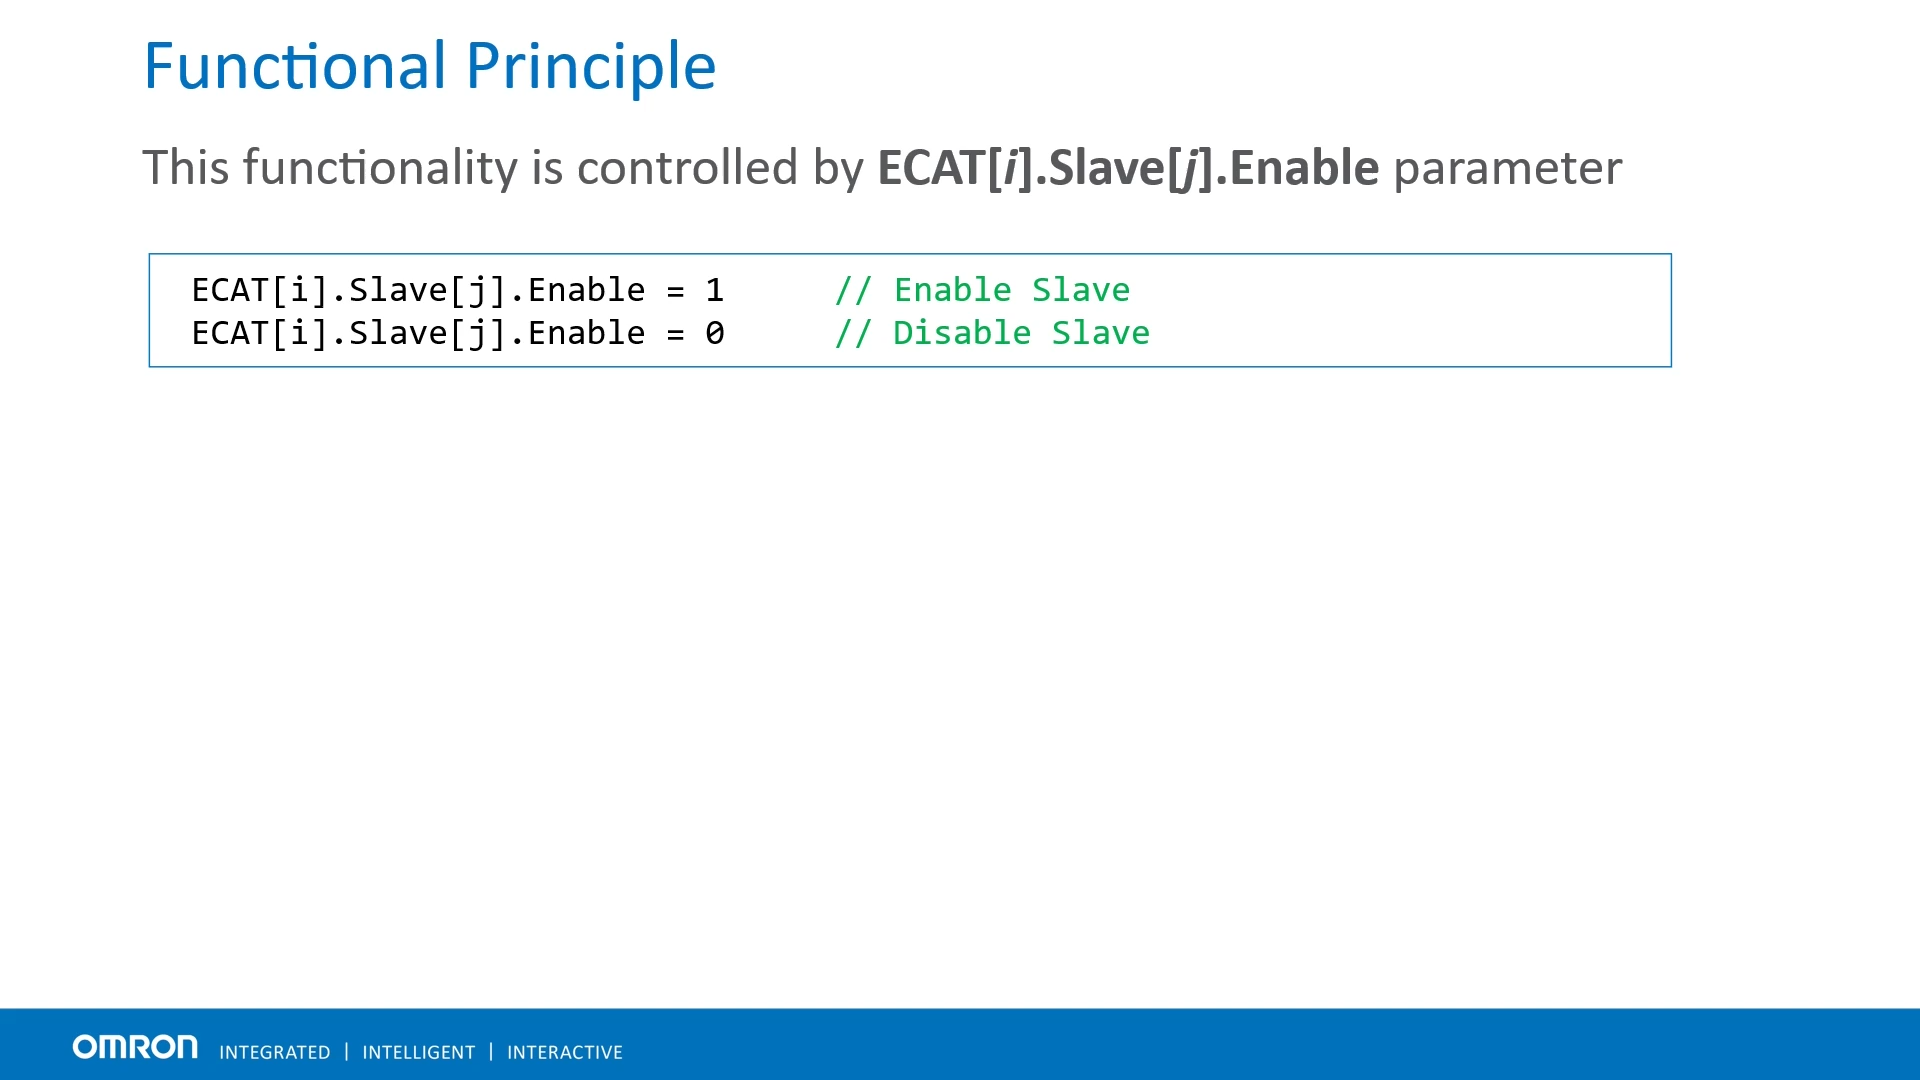 Functional Principle
This functionality is controlled by ECAT[i].Slave[j].Enable parameter
ECAT[i].Slave[j].Enable = 1 // Enable Slave
ECAT[i].Slave[j].Enable = 0 // Disable Slave
OMRON INTEGRATED | INTELLIGENT | INTERACTIVE